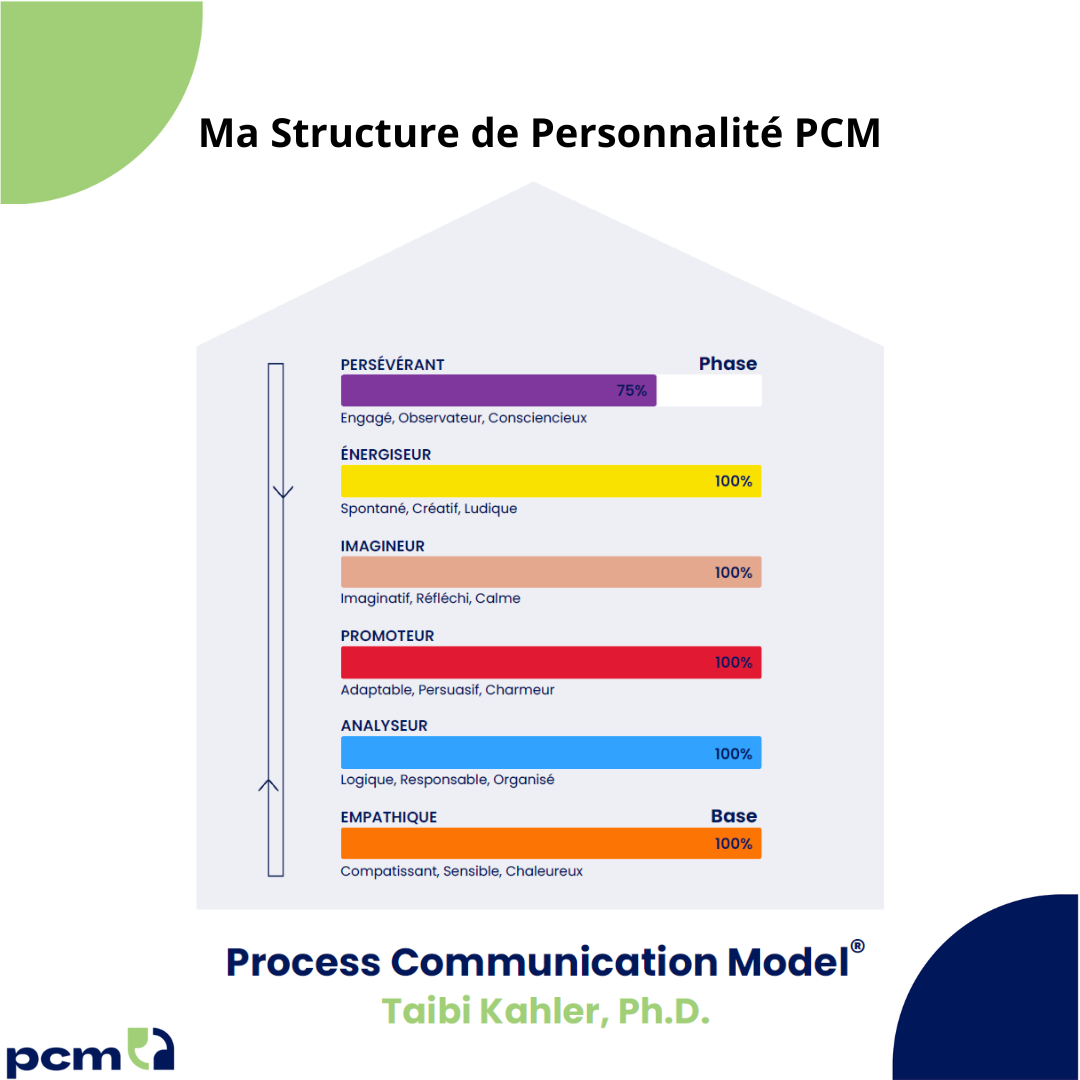 Ma Structure de Personnalité PCM
PERSÉVÉRANT Phase
75%
Engagé, Observateur, Consciencieux
ÉNERGISEUR
100%
Spontané, Créatif, Ludique
IMAGINEUR
100%
Imaginatif, Réfléchi, Calme
PROMOTEUR
100%
Adaptable, Persuasif, Charmeur
ANALYSEUR
100%
Logique, Responsable, Organisé
EMPATHIQUE Base
100%
Compatissant, Sensible, Chaleureux
Process Communication Model®
Taibi Kahler, Ph.D.
pcm